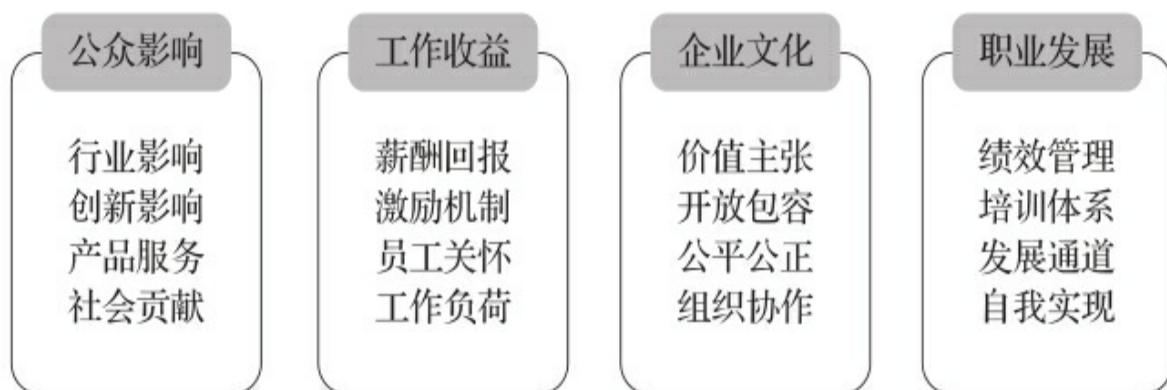 公众影响
行业影响
创新影响
产品服务
社会贡献
工作收益
薪酬回报
激励机制
员工关怀
工作负荷
企业文化
价值主张
开放包容
公平公正
组织协作
职业发展
绩效管理
培训体系
发展通道
自我实现